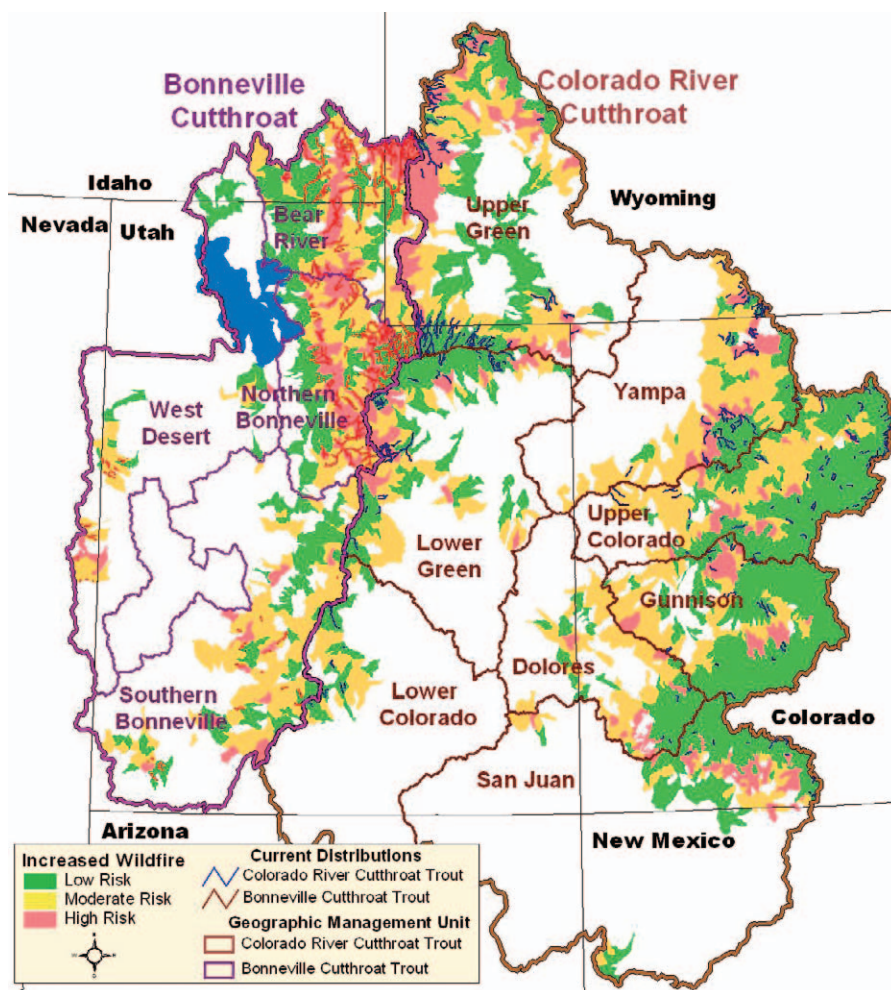 Bonneville
Cutthroat
Colorado River
Cutthroat
Idaho
Wyoming
Nevada
Utah
Bear
River
Upper
Green
West
Desert
Northern
Bonneville
Yampa
Lower
Green
Upper
Colorado
Gunnison
Dolores
Southern
Bonneville
Lower
Colorado
Colorado
San Juan
Arizona
New Mexico
Increased Wildfire
Low Risk
Moderate Risk
High Risk
Current Distributions
Colorado River Cutthroat Trout
Bonneville Cutthroat Trout
Geographic Management Unit
Colorado River Cutthroat Trout
Bonneville Cutthroat Trout